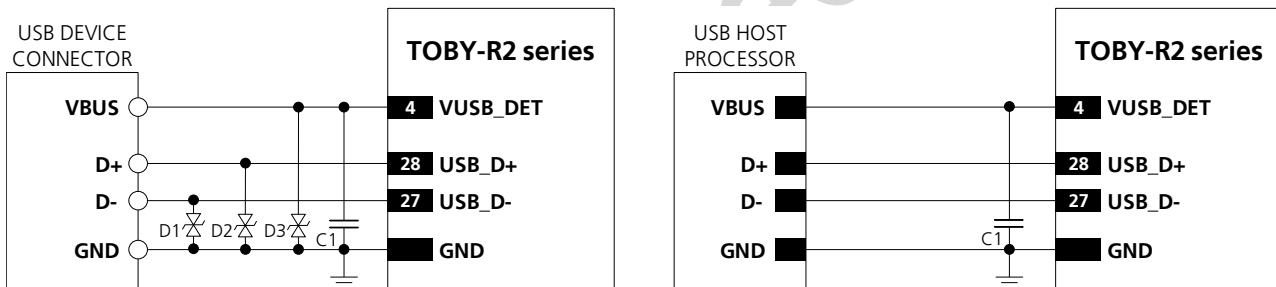 USB DEVICE
CONNECTOR
TOBY-R2 series
VBUS
4 VUSB_DET
D+
28 USB_D+
D-
27 USB_D-
D1
D2
D3
C1
GND
GND
USB HOST
PROCESSOR
TOBY-R2 series
VBUS
4 VUSB_DET
D+
28 USB_D+
D-
27 USB_D-
C1
GND
GND